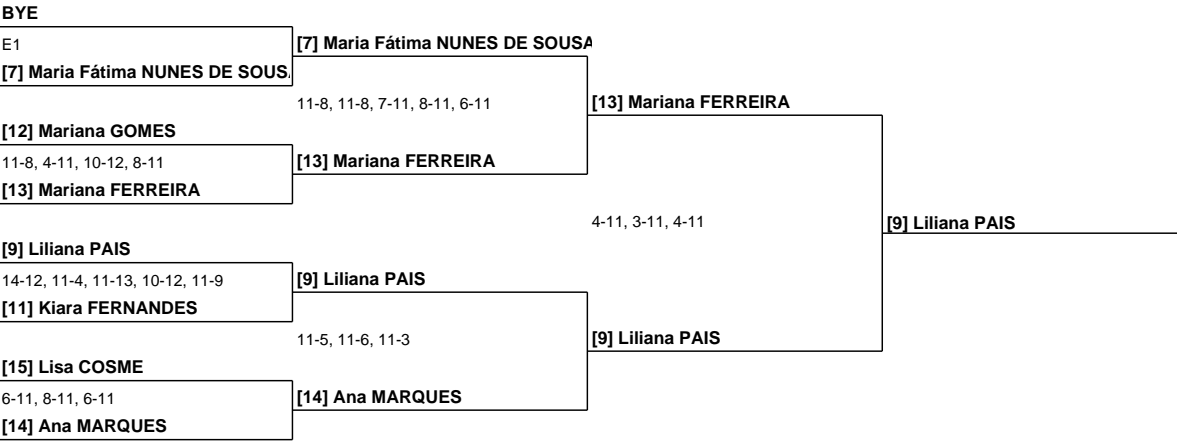 BYE
E1
[7] Maria Fátima NUNES DE SOUSA
[7] Maria Fátima NUNES DE SOUS
11-8, 11-8, 7-11, 8-11, 6-11
[13] Mariana FERREIRA
[12] Mariana GOMES
11-8, 4-11, 10-12, 8-11
[13] Mariana FERREIRA
[13] Mariana FERREIRA
4-11, 3-11, 4-11
[9] Liliana PAIS
[9] Liliana PAIS
14-12, 11-4, 11-13, 10-12, 11-9
[9] Liliana PAIS
[11] Kiara FERNANDES
11-5, 11-6, 11-3
[9] Liliana PAIS
[15] Lisa COSME
6-11, 8-11, 6-11
[14] Ana MARQUES
[14] Ana MARQUES